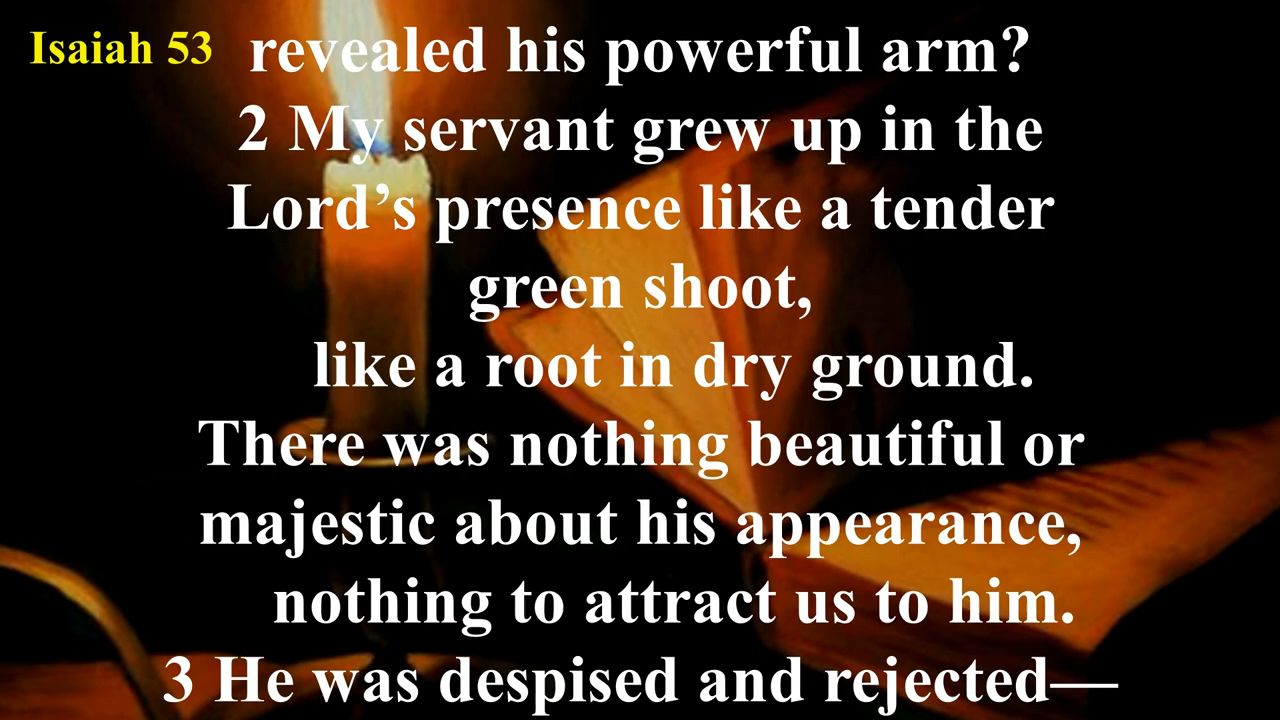 Isaiah 53
revealed his powerful arm?
2 My servant grew up in the
Lord’s presence like a tender
green shoot,
like a root in dry ground.
There was nothing beautiful or
majestic about his appearance,
nothing to attract us to him.
3 He was despised and rejected—